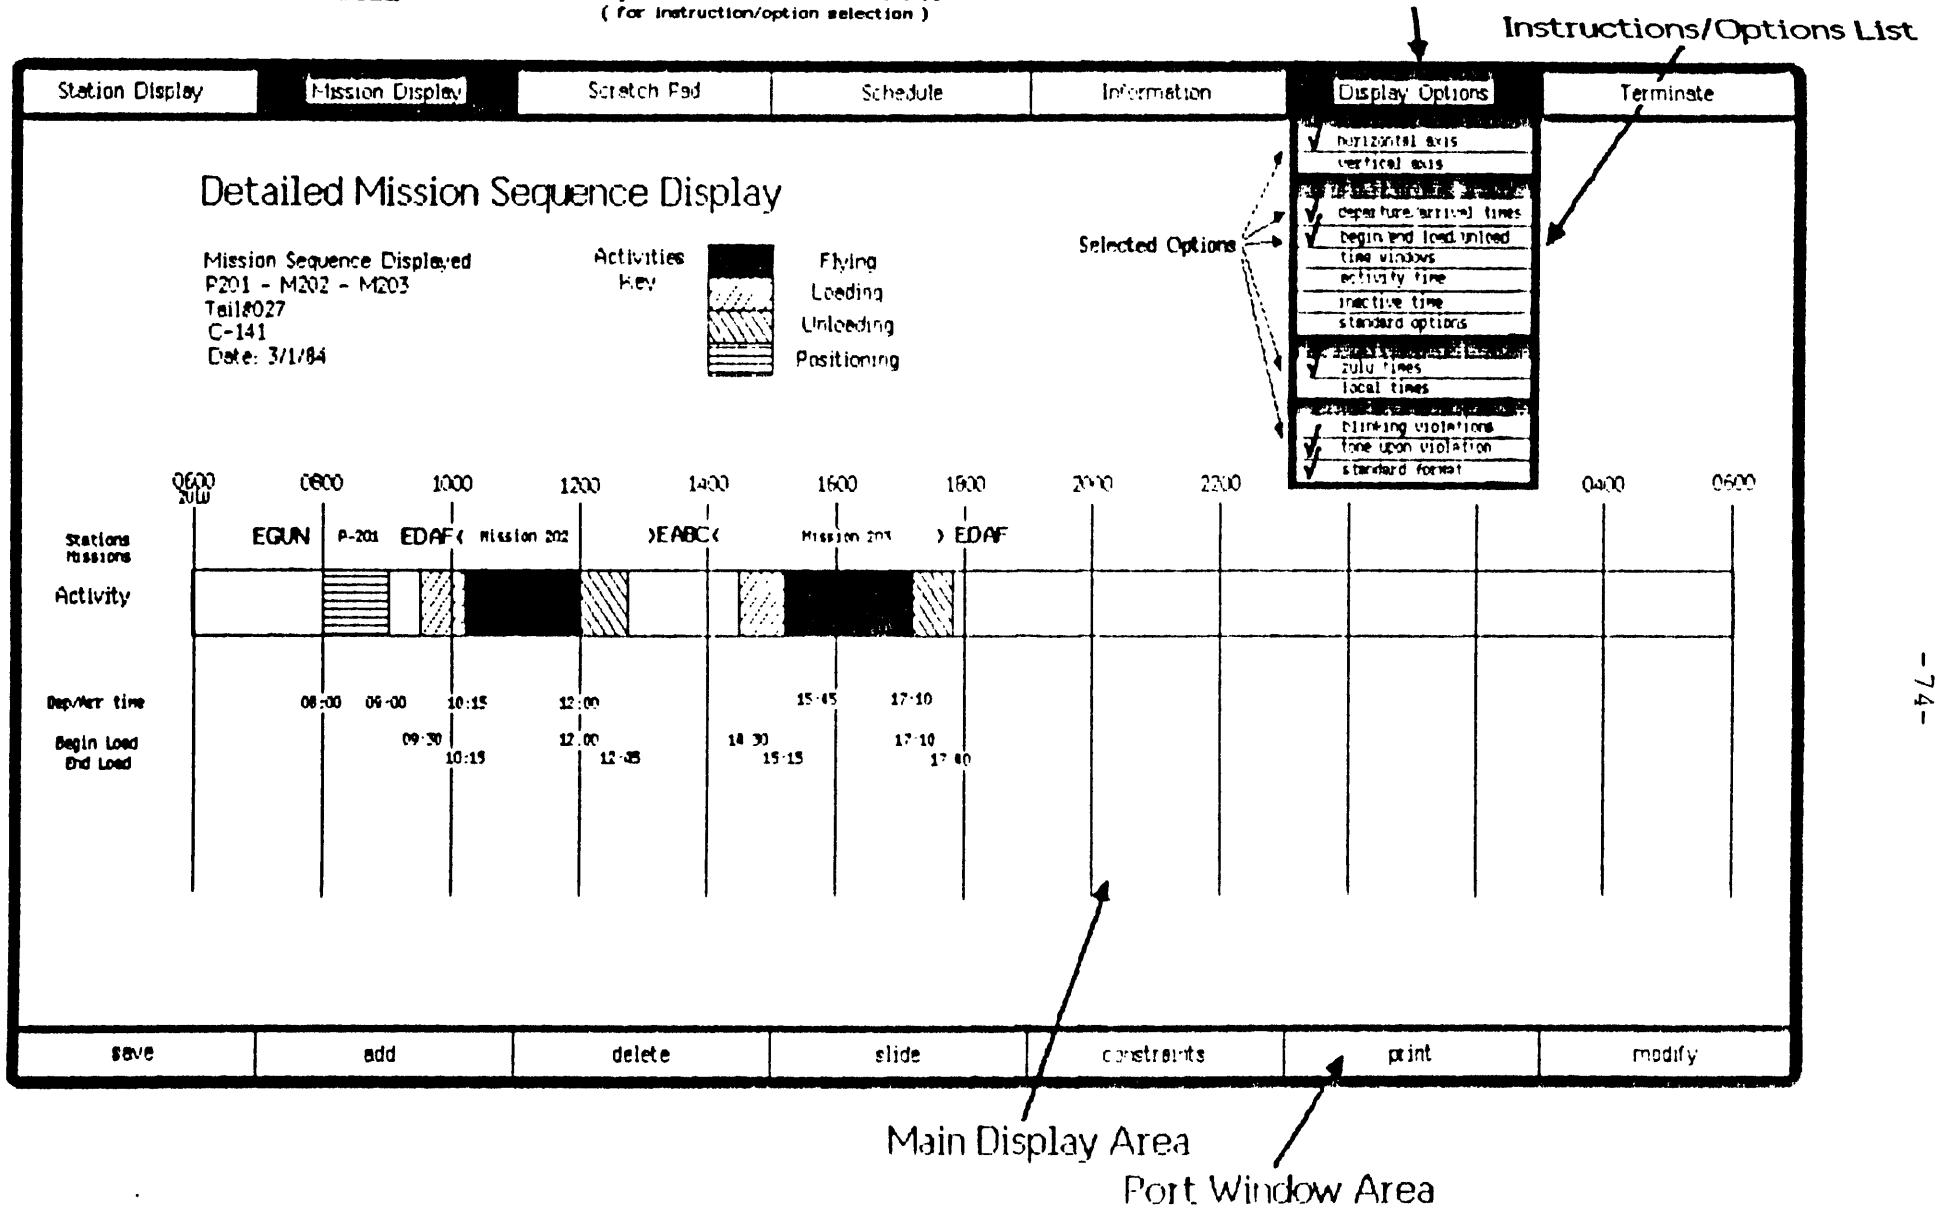 ( for instruction/option selection )
Instructions/Options List
Station Display
Mission Display
Scratch Pad
Schedule
Information
Display Options
Terminate
horizontal axis
vertical axis
departure/arrival times
begin/end load/unload
time windows
activity time
inactive time
standard options
zulu times
local times
blinking violations
tone upon violation
standard format
Selected Options
Detailed Mission Sequence Display
Mission Sequence Displayed
P201 - M202 - M203
Tail#027
C-141
Date: 3/1/84
Activities
Key
Flying
Loading
Unloading
Positioning
0600 0800 1000 1200 1400 1600 1800 2000 2200 0400 0600
ZULU
Stations
Missions
EGUN P-201 EDAF< Mission 202 >EABC< Mission 203 > EDAF
Activity
Dep/Arr time 08:00 09:00 10:15 12:00 15:45 17:10
Begin Load 09:30 12:00 14:30 17:10
End Load 10:15 12:45 15:15 17:40
save
add
delete
slide
constraints
print
modify
Main Display Area
Port Window Area
-74-